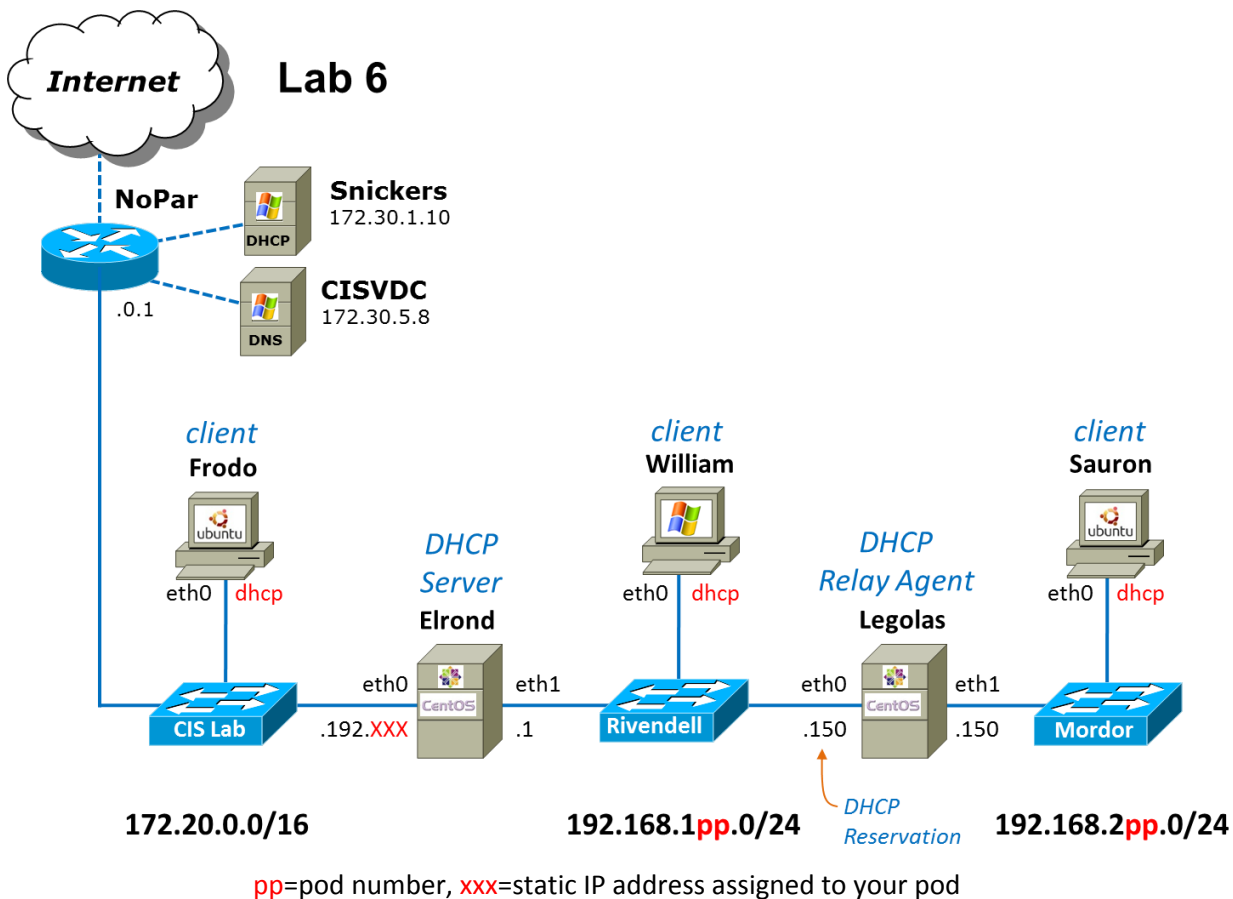 Internet
Lab 6
NoPar
.0.1
DHCP
Snickers
172.30.1.10
DNS
CISVDC
172.30.5.8
client
Frodo
ubuntu
eth0 dhcp
DHCP
Server
Elrond
CentOS
eth0
.192.XXX
eth1
.1
CIS Lab
client
William
eth0 dhcp
Rivendell
DHCP
Relay Agent
Legolas
CentOS
eth0
.150
eth1
.150
client
Sauron
ubuntu
eth0 dhcp
Mordor
DHCP
Reservation
172.20.0.0/16
192.168.1pp.0/24
192.168.2pp.0/24
pp=pod number, xxx=static IP address assigned to your pod